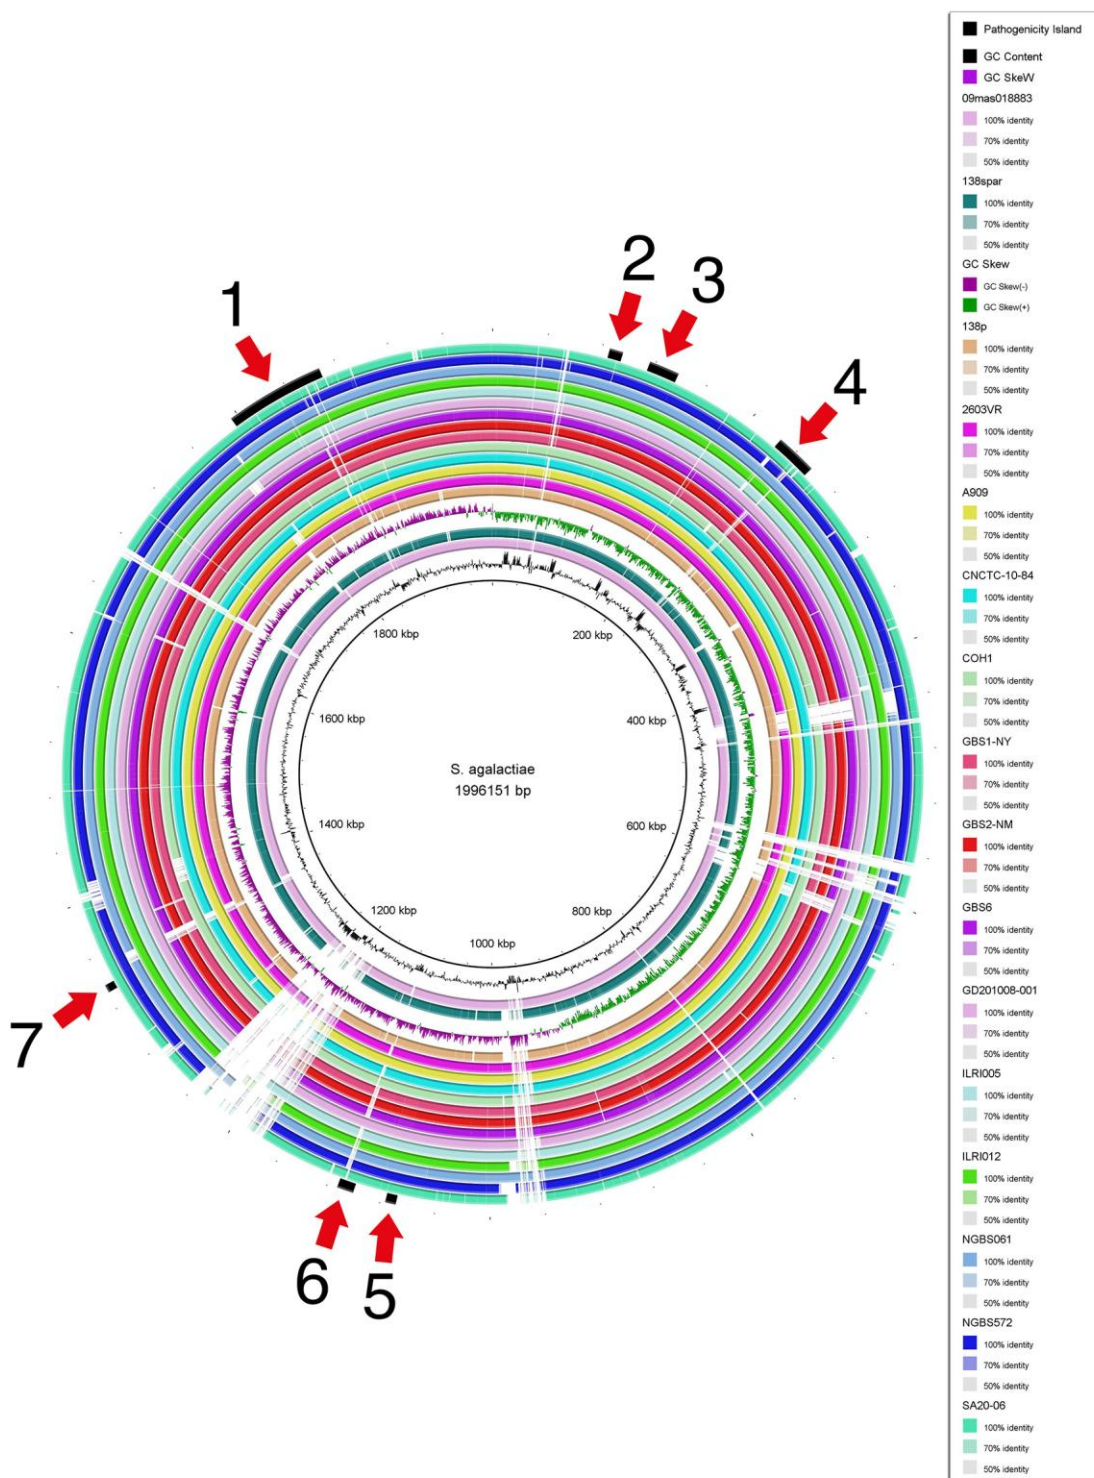 1
2
3
4
5
6
7
S. agalactiae
1996151 bp
200 kbp
400 kbp
600 kbp
800 kbp
1000 kbp
1200 kbp
1400 kbp
1600 kbp
1800 kbp
Pathogenicity Island
GC Content
GC SkeW
09mas018883
100% identity
70% identity
50% identity
138spar
100% identity
70% identity
50% identity
GC Skew
GC Skew(-)
GC Skew(+)
138p
100% identity
70% identity
50% identity
2603VR
100% identity
70% identity
50% identity
A909
100% identity
70% identity
50% identity
CNCTC-10-84
100% identity
70% identity
50% identity
COH1
100% identity
70% identity
50% identity
GBS1-NY
100% identity
70% identity
50% identity
GBS2-NM
100% identity
70% identity
50% identity
GBS6
100% identity
70% identity
50% identity
GD201008-001
100% identity
70% identity
50% identity
ILRI005
100% identity
70% identity
50% identity
ILRI012
100% identity
70% identity
50% identity
NGBS061
100% identity
70% identity
50% identity
NGBS572
100% identity
70% identity
50% identity
SA20-06
100% identity
70% identity
50% identity